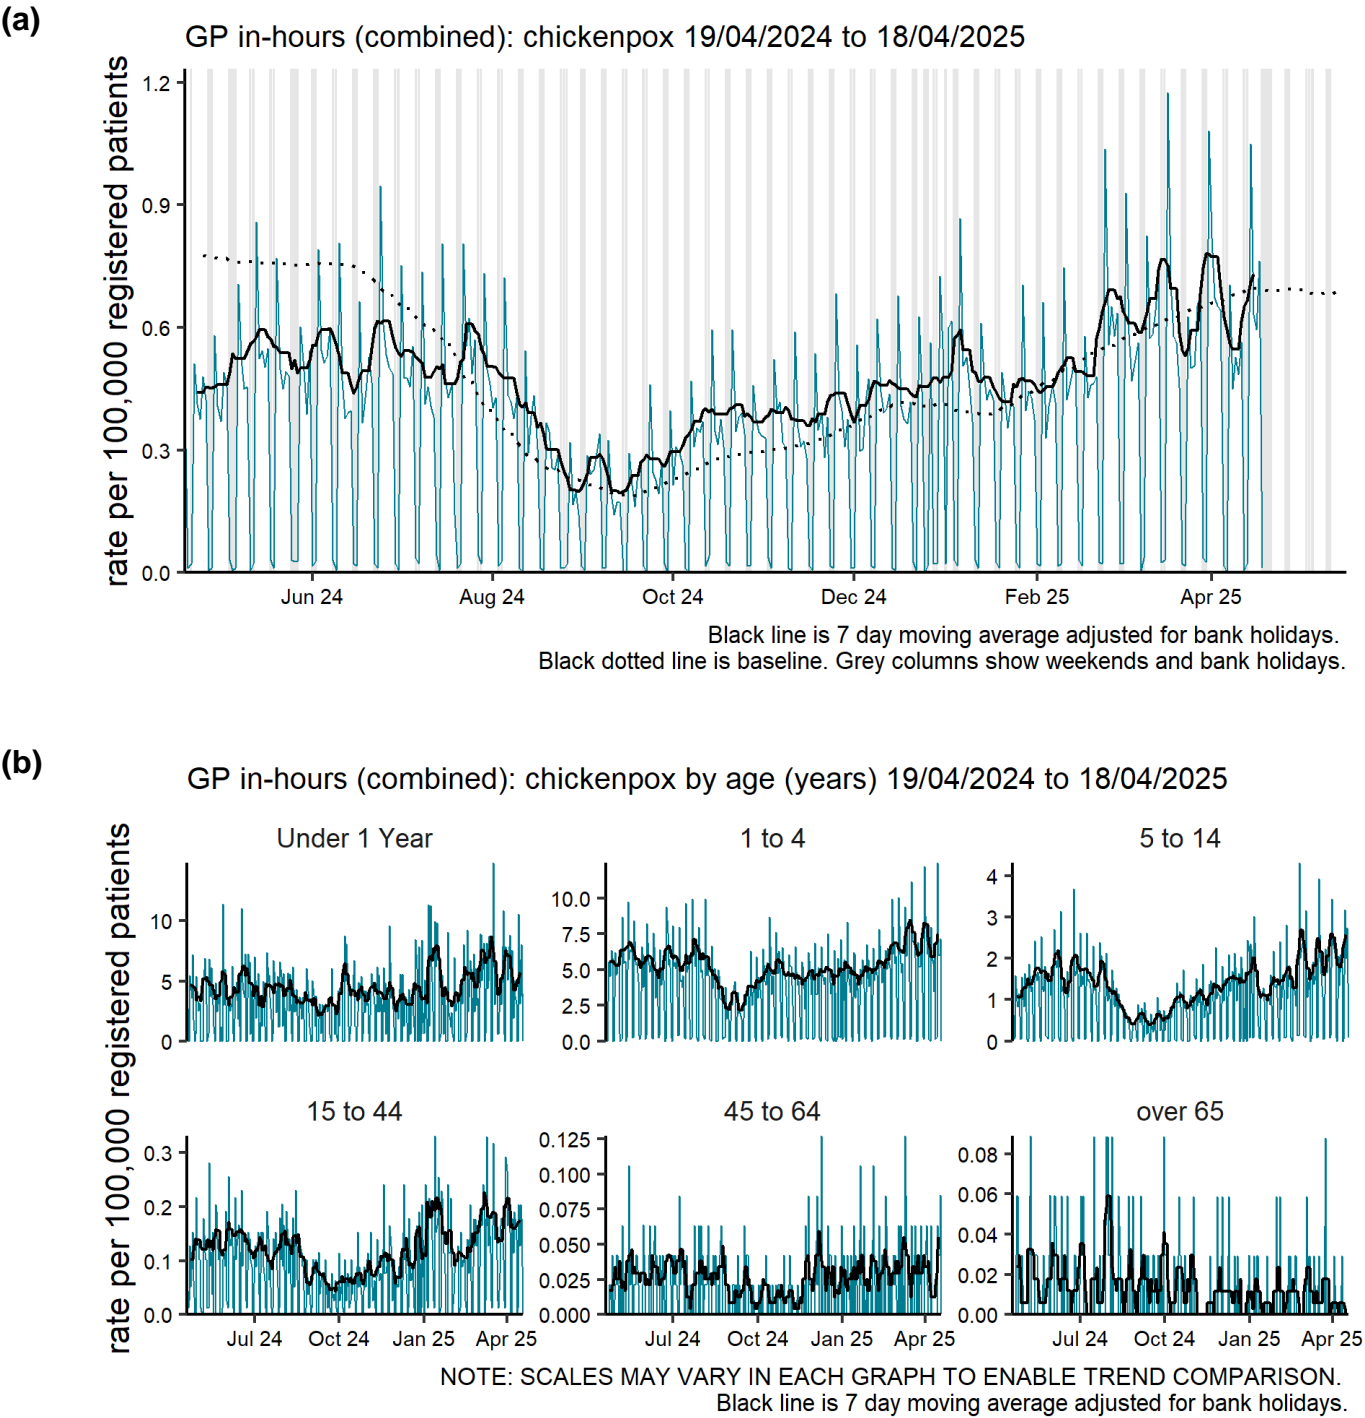 (a)
GP in-hours (combined): chickenpox 19/04/2024 to 18/04/2025
rate per 100,000 registered patients
1.2
0.9
0.6
0.3
0.0
Jun 24 Aug 24 Oct 24 Dec 24 Feb 25 Apr 25
Black line is 7 day moving average adjusted for bank holidays.
Black dotted line is baseline. Grey columns show weekends and bank holidays.
(b)
GP in-hours (combined): chickenpox by age (years) 19/04/2024 to 18/04/2025
rate per 100,000 registered patients
Under 1 Year
10
5
0
1 to 4
10.0
7.5
5.0
2.5
0.0
5 to 14
4
3
2
1
0
15 to 44
0.3
0.2
0.1
0.0
Jul 24 Oct 24 Jan 25 Apr 25
45 to 64
0.125
0.100
0.075
0.050
0.025
0.000
Jul 24 Oct 24 Jan 25 Apr 25
over 65
0.08
0.06
0.04
0.02
0.00
Jul 24 Oct 24 Jan 25 Apr 25
NOTE: SCALES MAY VARY IN EACH GRAPH TO ENABLE TREND COMPARISON.
Black line is 7 day moving average adjusted for bank holidays.